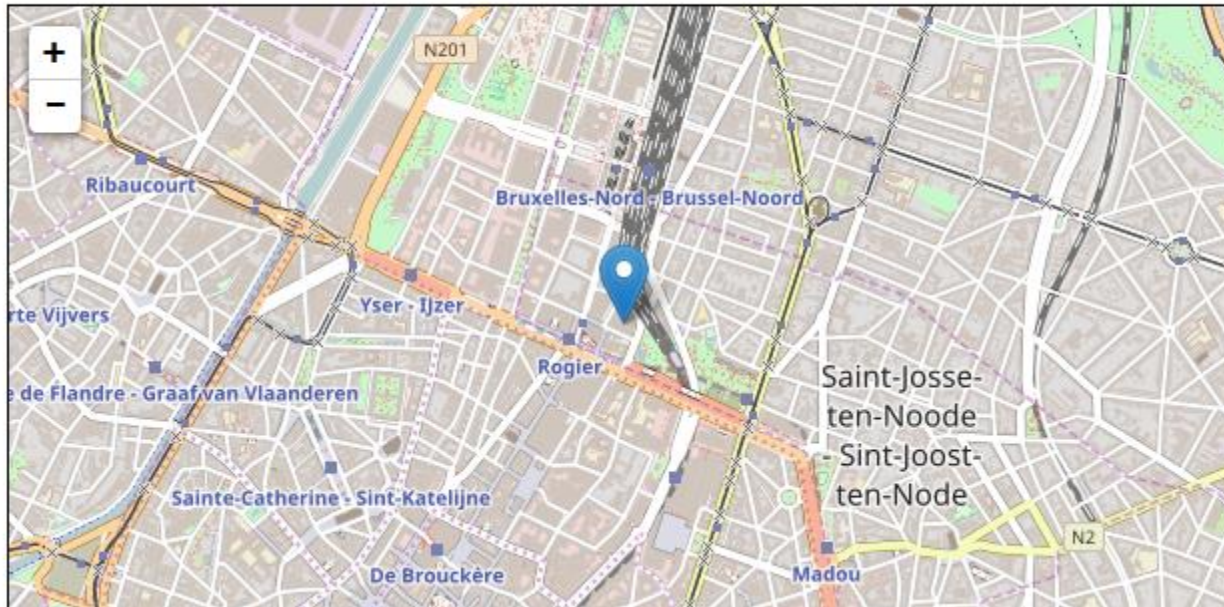 +
N201
−
Ribaucourt
Bruxelles-Nord - Brussel-Noord
Yser - IJzer
rte Vijvers
Rogier
e de Flandre - Graaf van Vlaanderen
Saint-Josse-
ten-Noode
- Sint-Joost-
ten-Node
Sainte-Catherine - Sint-Katelijne
N2
De Brouckère
Madou